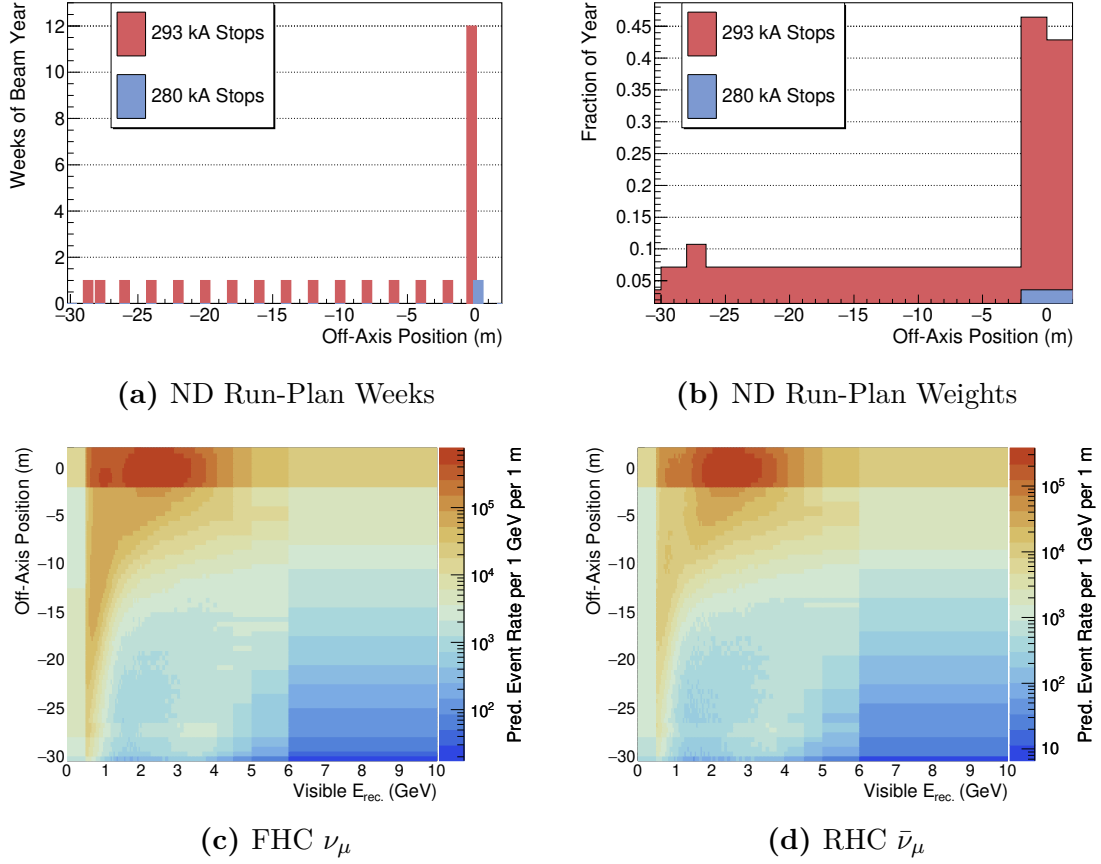 Weeks of Beam Year
12
10
8
6
4
2
0
293 kA Stops
280 kA Stops
−30 −25 −20 −15 −10 −5 0
Off-Axis Position (m)
(a) ND Run-Plan Weeks
Fraction of Year
0.45
0.4
0.35
0.3
0.25
0.2
0.15
0.1
0.05
293 kA Stops
280 kA Stops
−30 −25 −20 −15 −10 −5 0
Off-Axis Position (m)
(b) ND Run-Plan Weights
Off-Axis Position (m)
0
−5
−10
−15
−20
−25
−30
0 1 2 3 4 5 6 7 8 9 10
Visible E_rec. (GeV)
10^5
10^4
10^3
10^2
Pred. Event Rate per 1 GeV per 1 m
(c) FHC ν_μ
Off-Axis Position (m)
0
−5
−10
−15
−20
−25
−30
0 1 2 3 4 5 6 7 8 9 10
Visible E_rec. (GeV)
10^5
10^4
10^3
10^2
10
Pred. Event Rate per 1 GeV per 1 m
(d) RHC ν̄_μ